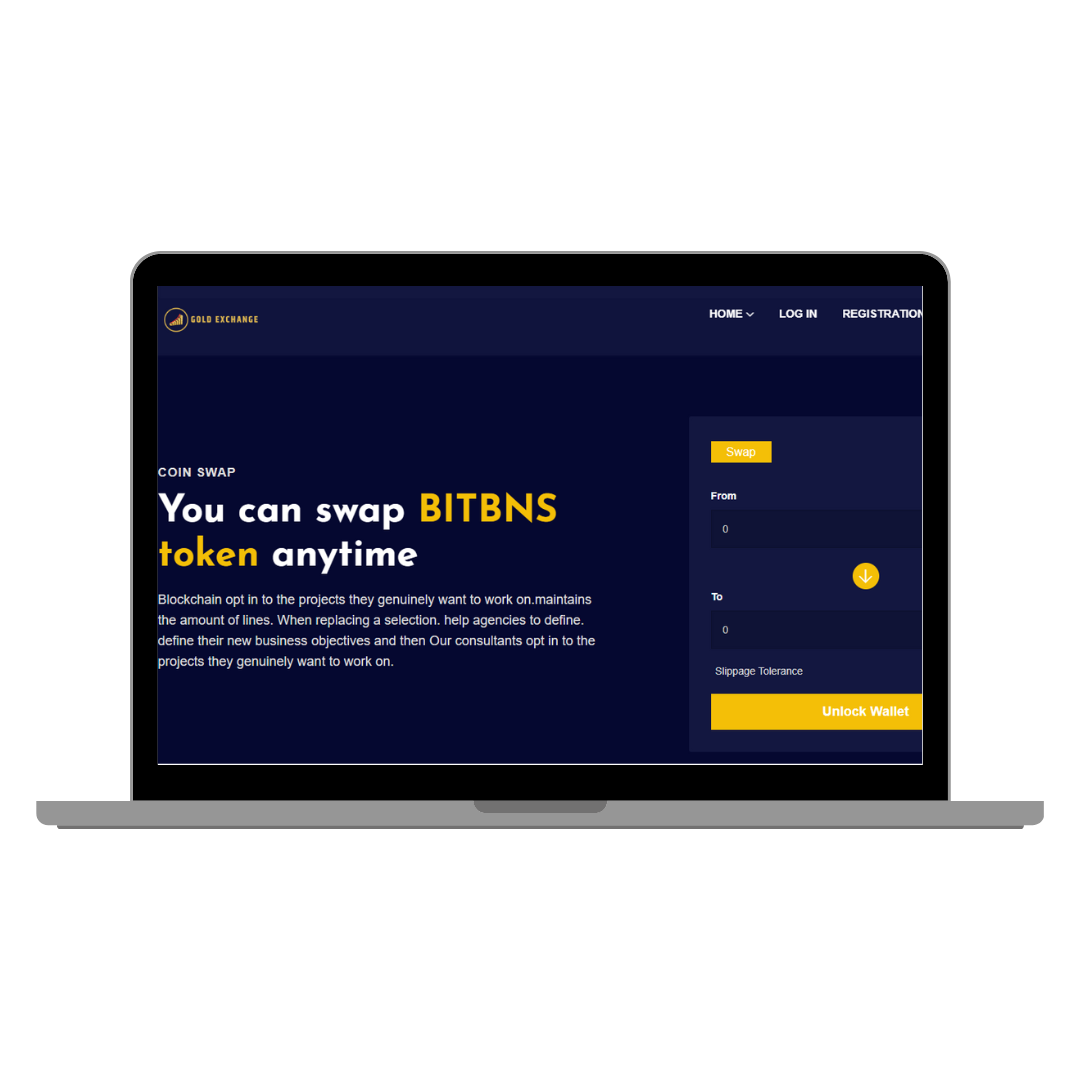 GOLD EXCHANGE
HOME
LOG IN
REGISTRATION
COIN SWAP
You can swap BITBNS
token anytime
Blockchain opt in to the projects they genuinely want to work on.maintains
the amount of lines. When replacing a selection. help agencies to define.
define their new business objectives and then Our consultants opt in to the
projects they genuinely want to work on.
Swap
From
0
To
0
Slippage Tolerance
Unlock Wallet